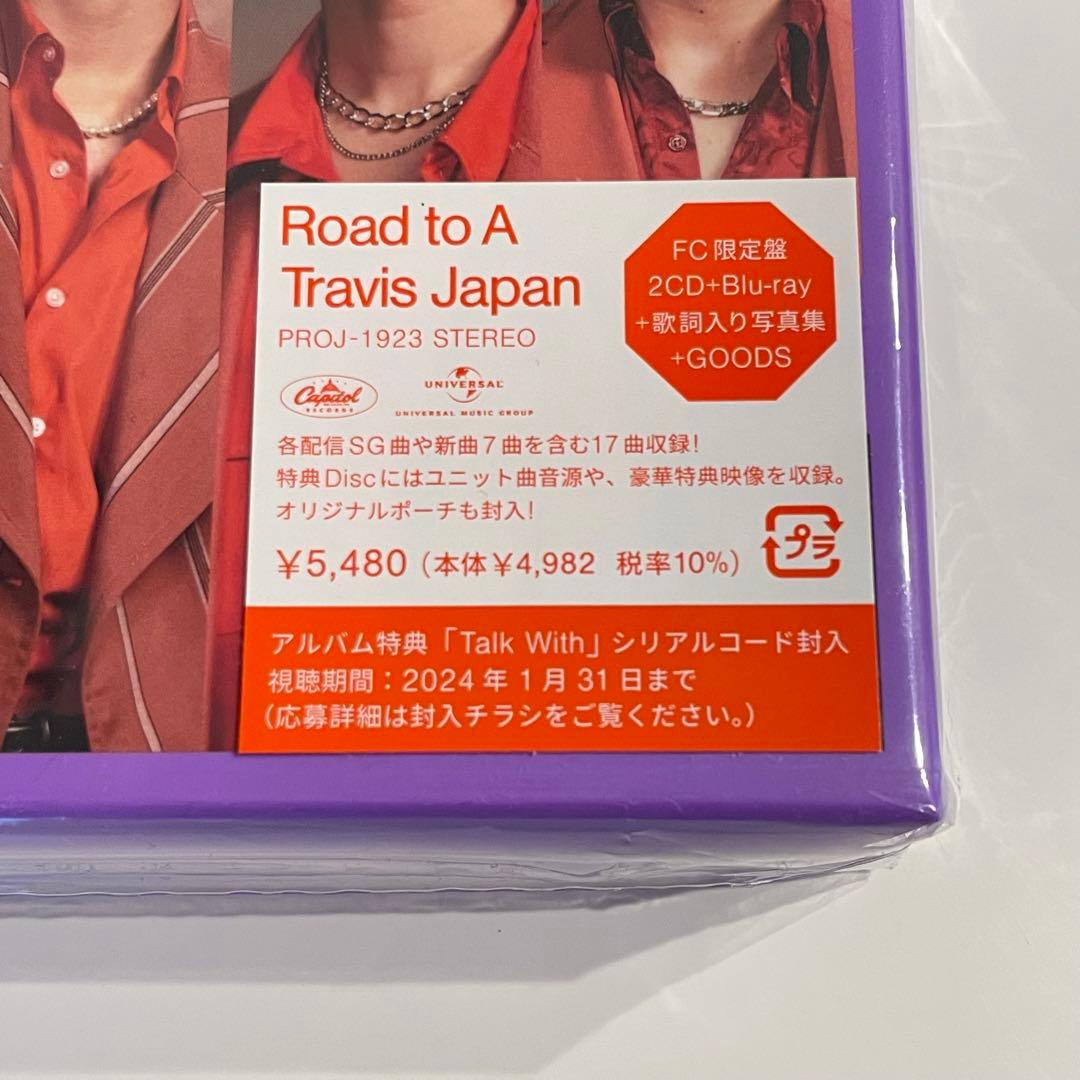 Road to A
Travis Japan
PROJ-1923 STEREO
Capitol
RECORDS
UNIVERSAL
UNIVERSAL MUSIC GROUP
FC限定盤
2CD+Blu-ray
+歌詞入り写真集
+GOODS
各配信SG曲や新曲7曲を含む17曲収録!
特典Discにはユニット曲音源や、豪華特典映像を収録。
オリジナルポーチも封入!
¥5,480(本体¥4,982 税率10%)
プラ
アルバム特典「Talk With」シリアルコード封入
視聴期間:2024年1月31日まで
(応募詳細は封入チラシをご覧ください。)